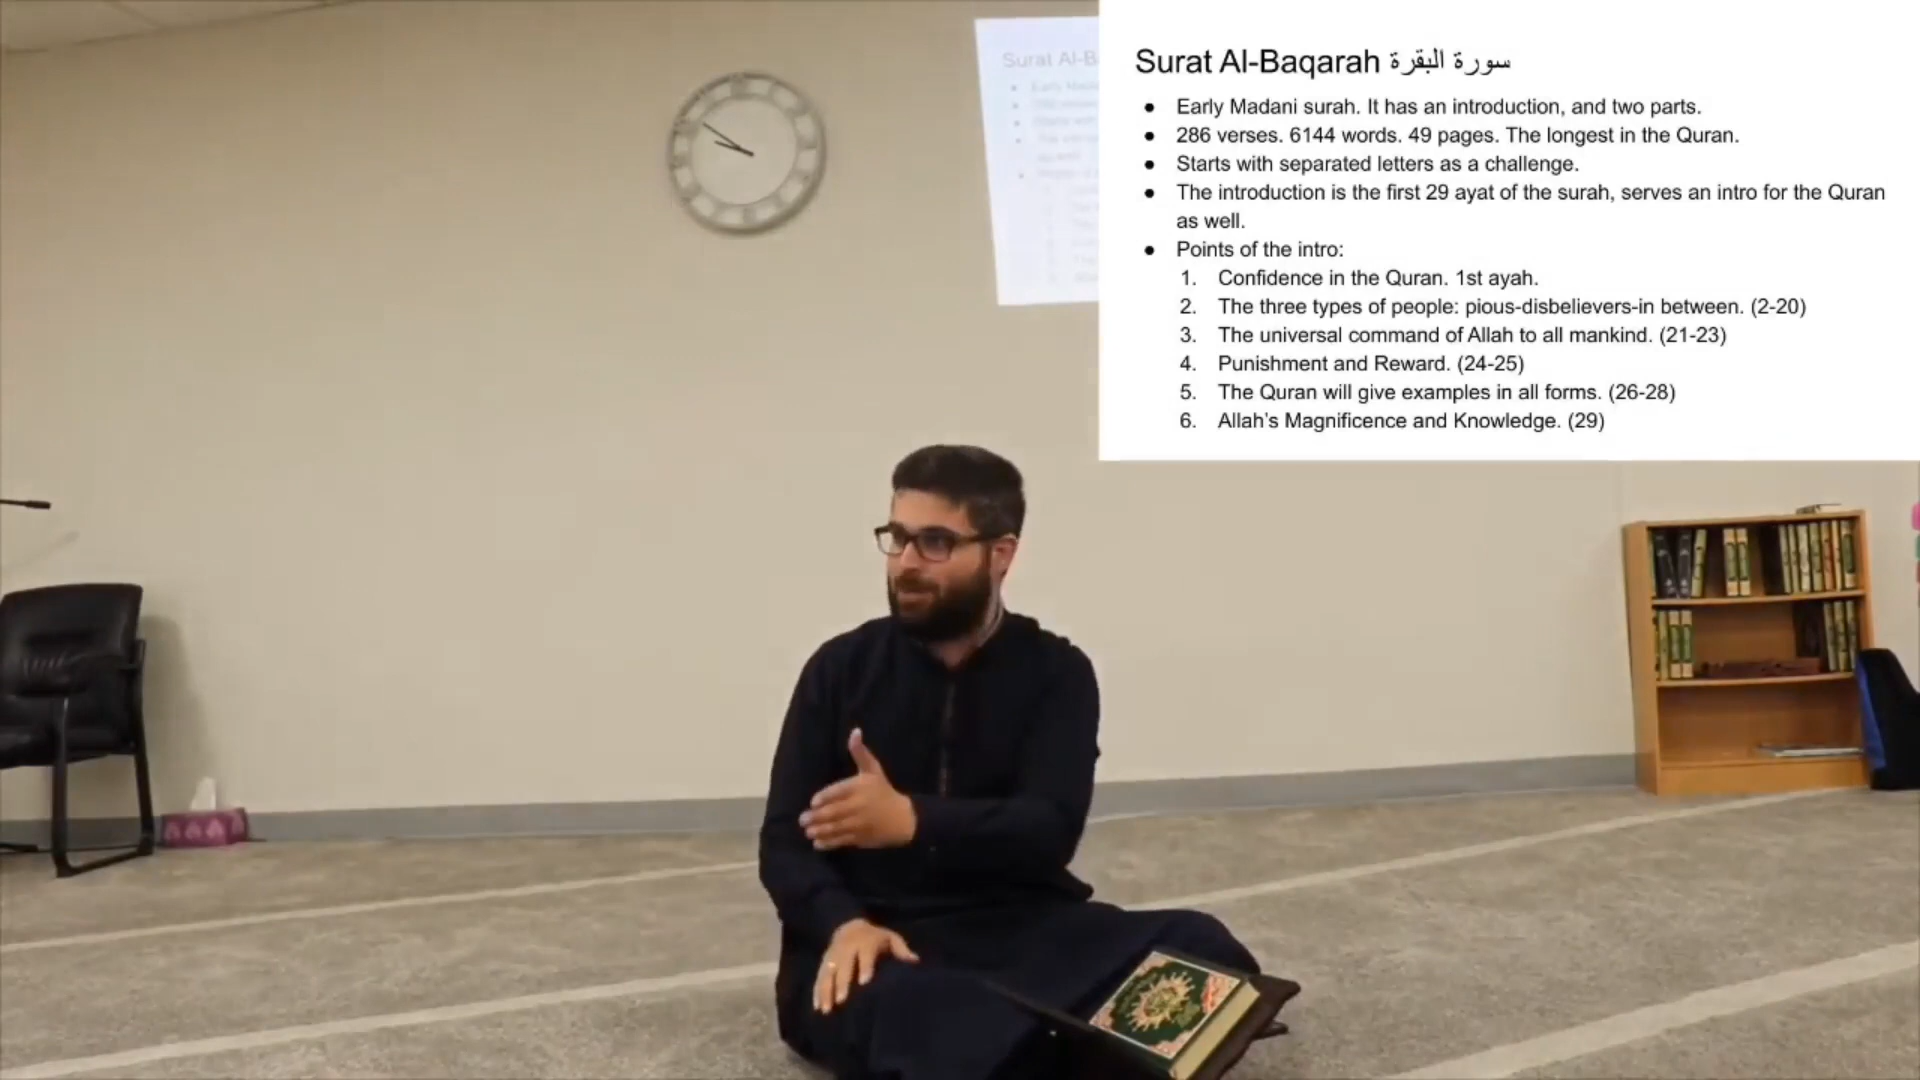 Surat Al-B
Surat Al-Baqarah سورة البقرة
● Early Madani surah. It has an introduction, and two parts.
● 286 verses. 6144 words. 49 pages. The longest in the Quran.
● Starts with separated letters as a challenge.
● The introduction is the first 29 ayat of the surah, serves an intro for the Quran
as well.
● Points of the intro:
1. Confidence in the Quran. 1st ayah.
2. The three types of people: pious-disbelievers-in between. (2-20)
3. The universal command of Allah to all mankind. (21-23)
4. Punishment and Reward. (24-25)
5. The Quran will give examples in all forms. (26-28)
6. Allah's Magnificence and Knowledge. (29)